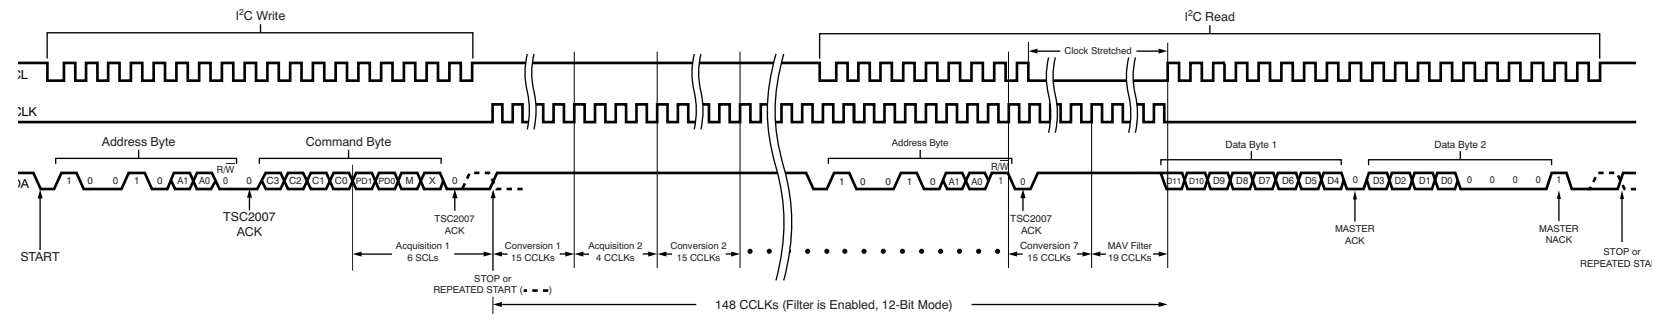 I²C Write
I²C Read
Clock Stretched
CL
CLK
Address Byte
Command Byte
Address Byte
Data Byte 1
Data Byte 2
R/W̅
R/W̅
DA
1 0 0 1 0 A1 A0 0 0 C3 C2 C1 C0 PD1 PD0 M X 0
1 0 0 1 0 A1 A0 1 0
D11 D10 D9 D8 D7 D6 D5 D4 0 D3 D2 D1 D0 0 0 0 0 1
START
TSC2007
ACK
TSC2007
ACK
TSC2007
ACK
MASTER
ACK
MASTER
NACK
Acquisition 1
6 SCLs
Conversion 1
15 CCLKs
Acquisition 2
4 CCLKs
Conversion 2
15 CCLKs
Conversion 7
15 CCLKs
MAV Filter
19 CCLKs
STOP or
REPEATED START (- - -)
STOP or
REPEATED STA
148 CCLKs (Filter is Enabled, 12-Bit Mode)